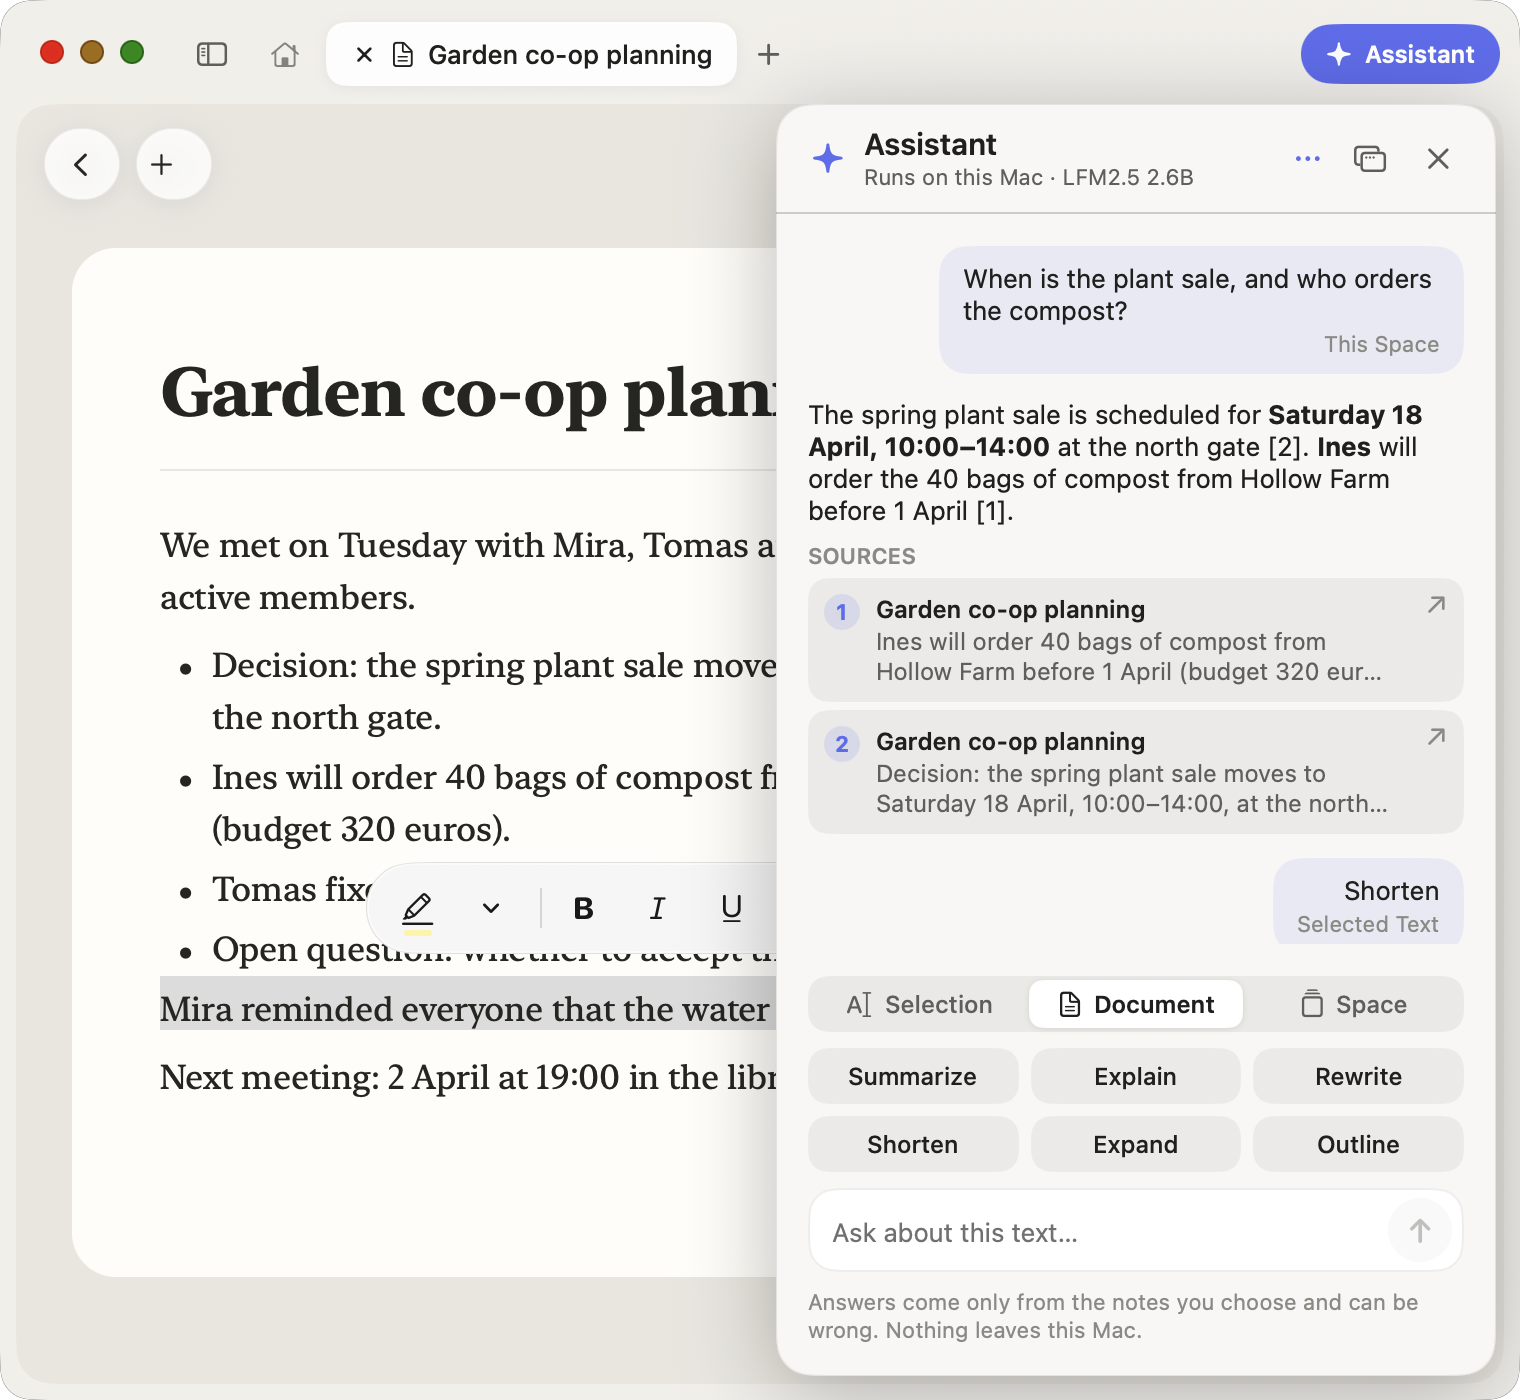 Garden co-op planning
Assistant
Assistant
Runs on this Mac · LFM2.5 2.6B
When is the plant sale, and who orders
the compost?
This Space
The spring plant sale is scheduled for Saturday 18
April, 10:00–14:00 at the north gate [2]. Ines will
order the 40 bags of compost from Hollow Farm
before 1 April [1].
SOURCES
1 Garden co-op planning
Ines will order 40 bags of compost from
Hollow Farm before 1 April (budget 320 eur...
2 Garden co-op planning
Decision: the spring plant sale moves to
Saturday 18 April, 10:00–14:00, at the north...
Shorten
Selected Text
Selection Document Space
Summarize Explain Rewrite
Shorten Expand Outline
Ask about this text...
Answers come only from the notes you choose and can be
wrong. Nothing leaves this Mac.
Garden co-op
We met on Tuesday with Mira, Tomas
active members.
• Decision: the spring plant sale
the north gate.
• Ines will order 40 bags of compost
(budget 320 euros).
• Tomas
B I U
• Open question: whether to accept
Mira reminded everyone that the water
Next meeting: 2 April at 19:00 in the